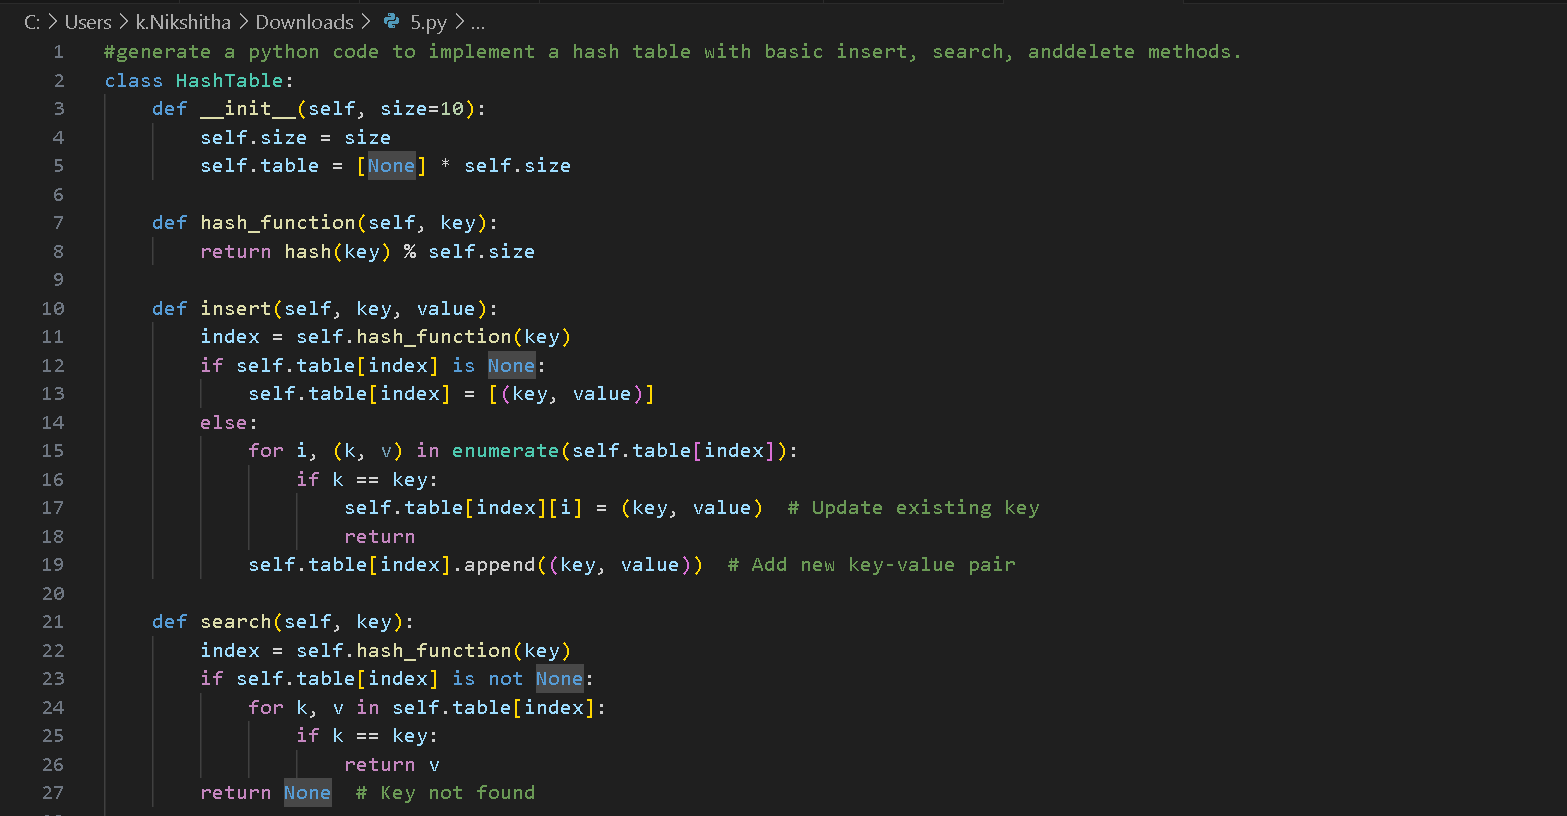 C: > Users > k.Nikshitha > Downloads > 5.py > ...
1 #generate a python code to implement a hash table with basic insert, search, anddelete methods.
2 class HashTable:
3     def __init__(self, size=10):
4         self.size = size
5         self.table = [None] * self.size
6
7     def hash_function(self, key):
8         return hash(key) % self.size
9
10     def insert(self, key, value):
11         index = self.hash_function(key)
12         if self.table[index] is None:
13             self.table[index] = [(key, value)]
14         else:
15             for i, (k, v) in enumerate(self.table[index]):
16                 if k == key:
17                     self.table[index][i] = (key, value)  # Update existing key
18                     return
19             self.table[index].append((key, value))  # Add new key-value pair
20
21     def search(self, key):
22         index = self.hash_function(key)
23         if self.table[index] is not None:
24             for k, v in self.table[index]:
25                 if k == key:
26                     return v
27         return None  # Key not found